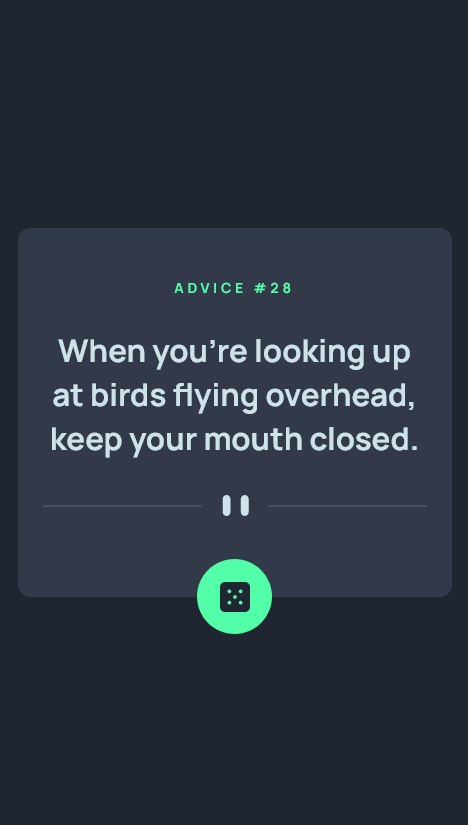 ADVICE #28
When you’re looking up
at birds flying overhead,
keep your mouth closed.